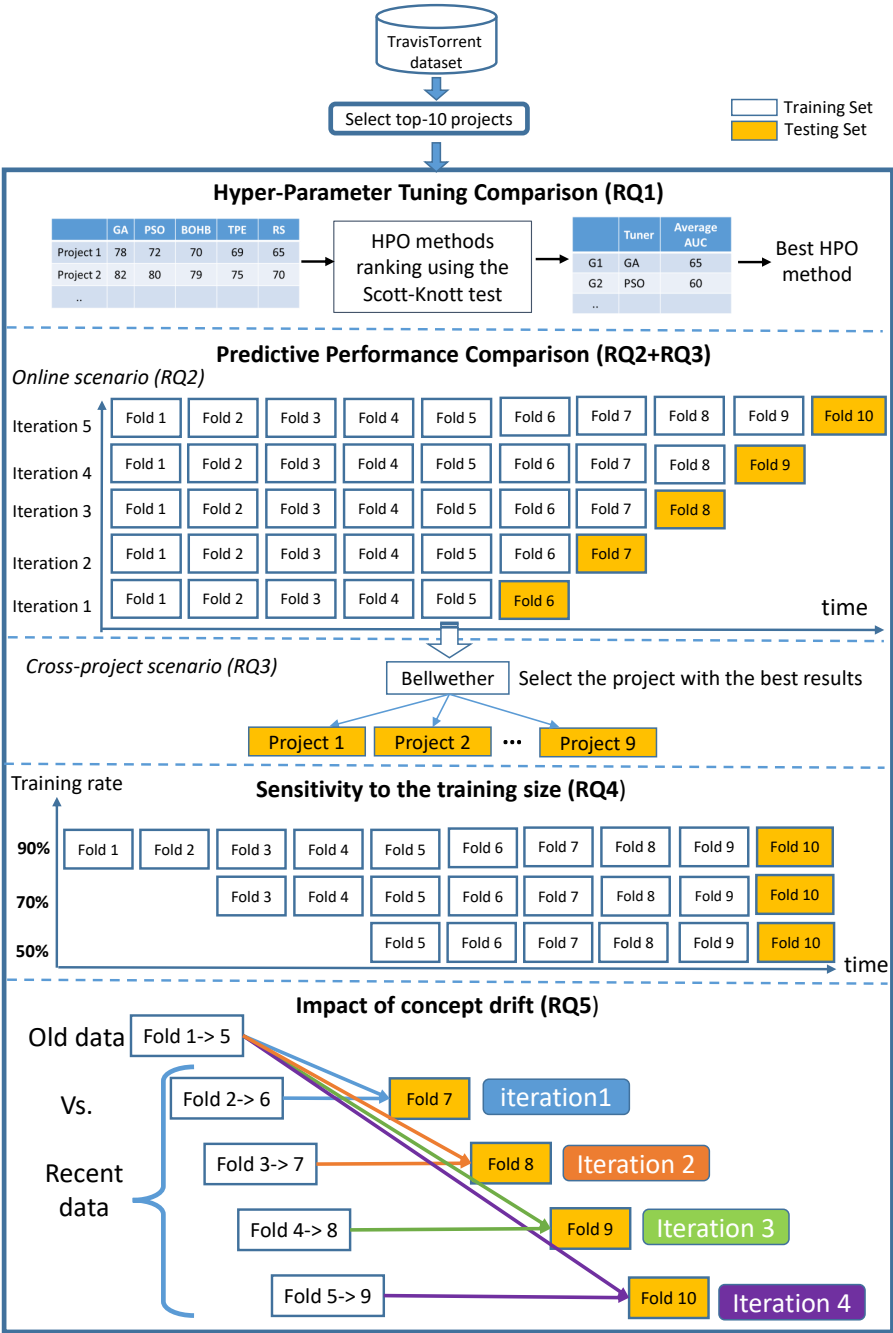 TravisTorrent
dataset
Select top-10 projects
Training Set
Testing Set
Hyper-Parameter Tuning Comparison (RQ1)
GA PSO BOHB TPE RS
Project 1 78 72 70 69 65
Project 2 82 80 79 75 70
..
HPO methods
ranking using the
Scott-Knott test
Tuner Average
AUC
G1 GA 65
G2 PSO 60
..
Best HPO
method
Predictive Performance Comparison (RQ2+RQ3)
Online scenario (RQ2)
Iteration 5 Fold 1 Fold 2 Fold 3 Fold 4 Fold 5 Fold 6 Fold 7 Fold 8 Fold 9 Fold 10
Iteration 4 Fold 1 Fold 2 Fold 3 Fold 4 Fold 5 Fold 6 Fold 7 Fold 8 Fold 9
Iteration 3 Fold 1 Fold 2 Fold 3 Fold 4 Fold 5 Fold 6 Fold 7 Fold 8
Iteration 2 Fold 1 Fold 2 Fold 3 Fold 4 Fold 5 Fold 6 Fold 7
Iteration 1 Fold 1 Fold 2 Fold 3 Fold 4 Fold 5 Fold 6
time
Cross-project scenario (RQ3)
Bellwether Select the project with the best results
Project 1 Project 2 ... Project 9
Training rate
Sensitivity to the training size (RQ4)
90% Fold 1 Fold 2 Fold 3 Fold 4 Fold 5 Fold 6 Fold 7 Fold 8 Fold 9 Fold 10
70% Fold 3 Fold 4 Fold 5 Fold 6 Fold 7 Fold 8 Fold 9 Fold 10
50% Fold 5 Fold 6 Fold 7 Fold 8 Fold 9 Fold 10
time
Impact of concept drift (RQ5)
Old data Fold 1-> 5
Vs. Fold 2-> 6 Fold 7 iteration1
Fold 3-> 7 Fold 8 Iteration 2
Recent
data
Fold 4-> 8 Fold 9 Iteration 3
Fold 5-> 9 Fold 10 Iteration 4